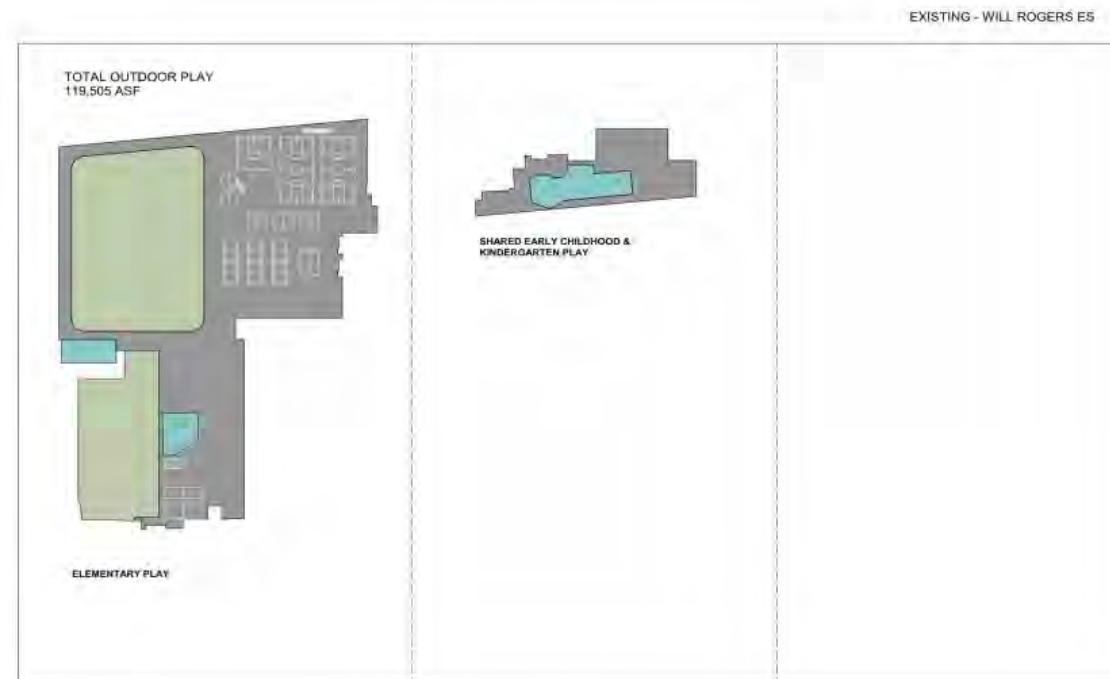 EXISTING - WILL ROGERS ES
TOTAL OUTDOOR PLAY
119,505 ASF
SHARED EARLY CHILDHOOD &
KINDERGARTEN PLAY
ELEMENTARY PLAY